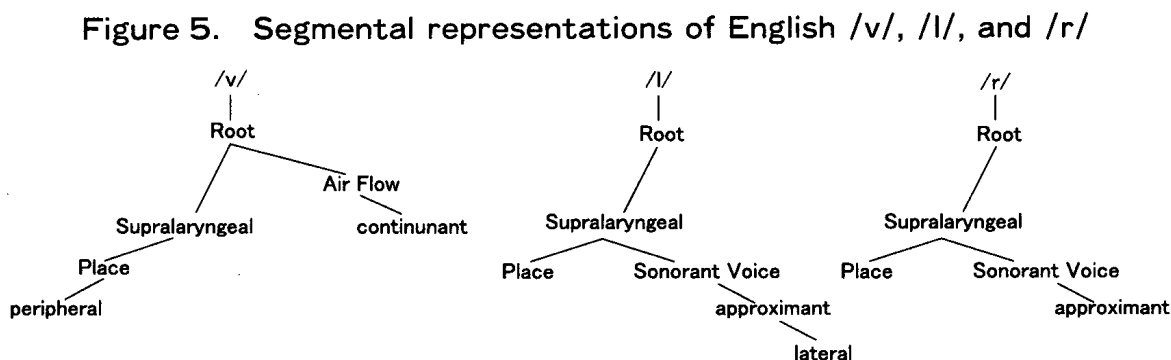 Figure 5. Segmental representations of English /v/, /l/, and /r/
/v/ /l/ /r/
Root Root Root
Air Flow
Supralaryngeal continunant Supralaryngeal Supralaryngeal
Place Place Sonorant Voice Place Sonorant Voice
peripheral approximant approximant
lateral